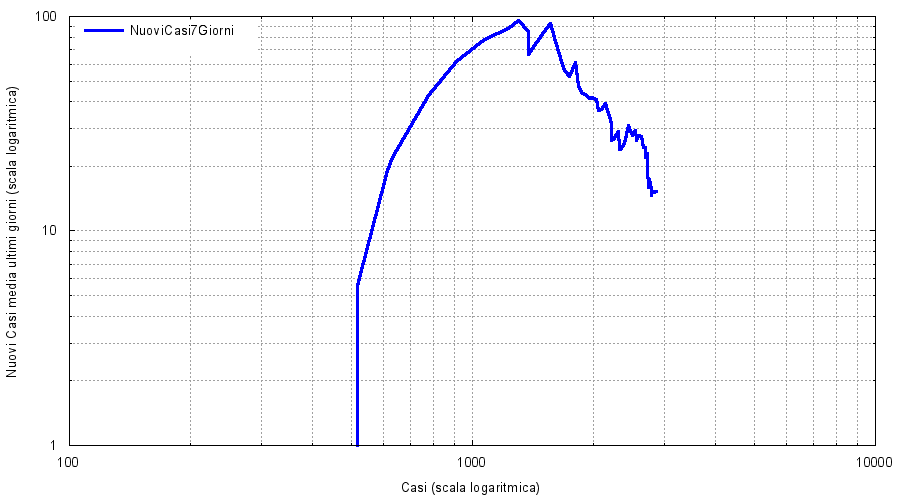 100
NuoviCasi7Giorni
10
1
100
1000
10000
Nuovi Casi media ultimi giorni (scala logaritmica)
Casi (scala logaritmica)